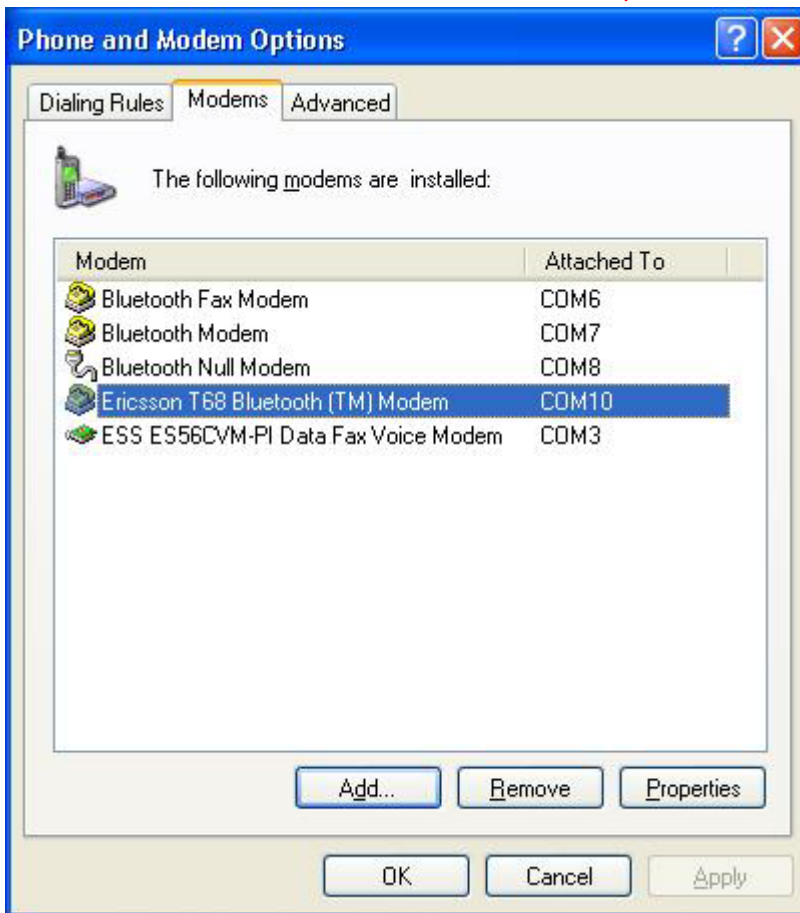 Phone and Modem Options
Dialing Rules Modems Advanced
The following modems are installed:
Modem Attached To
Bluetooth Fax Modem COM6
Bluetooth Modem COM7
Bluetooth Null Modem COM8
Ericsson T68 Bluetooth (TM) Modem COM10
ESS ES56CVM-PI Data Fax Voice Modem COM3
Add... Remove Properties
OK Cancel Apply